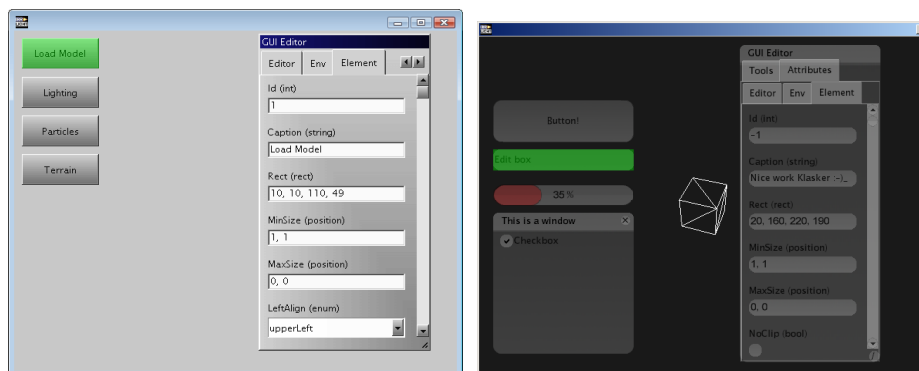 Load Model
Lighting
Particles
Terrain
GUI Editor
Editor Env Element
Id (int)
1
Caption (string)
Load Model
Rect (rect)
10, 10, 110, 49
MinSize (position)
1, 1
MaxSize (position)
0, 0
LeftAlign (enum)
upperLeft
Button!
Edit box
35%
This is a window
Checkbox
GUI Editor
Tools Attributes
Editor Env Element
Id (int)
-1
Caption (string)
Nice work Klasker :-)_
Rect (rect)
20, 160, 220, 190
MinSize (position)
1, 1
MaxSize (position)
0, 0
NoClip (bool)